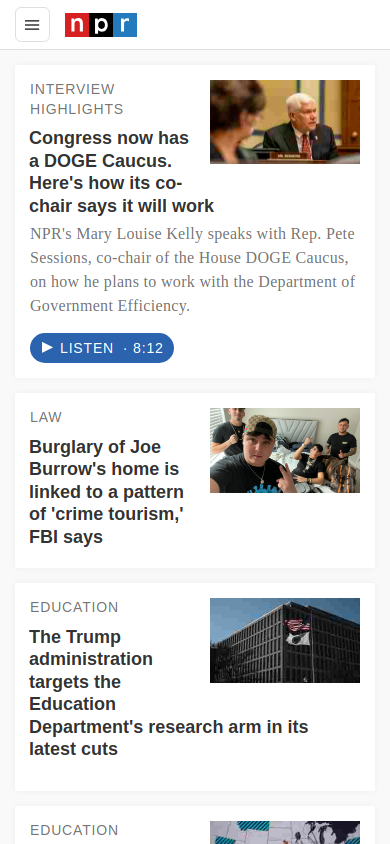 npr
INTERVIEW
HIGHLIGHTS
Congress now has
a DOGE Caucus.
Here's how its co-
chair says it will work
NPR's Mary Louise Kelly speaks with Rep. Pete
Sessions, co-chair of the House DOGE Caucus,
on how he plans to work with the Department of
Government Efficiency.
LISTEN · 8:12
LAW
Burglary of Joe
Burrow's home is
linked to a pattern
of 'crime tourism,'
FBI says
EDUCATION
The Trump
administration
targets the
Education
Department's research arm in its
latest cuts
EDUCATION